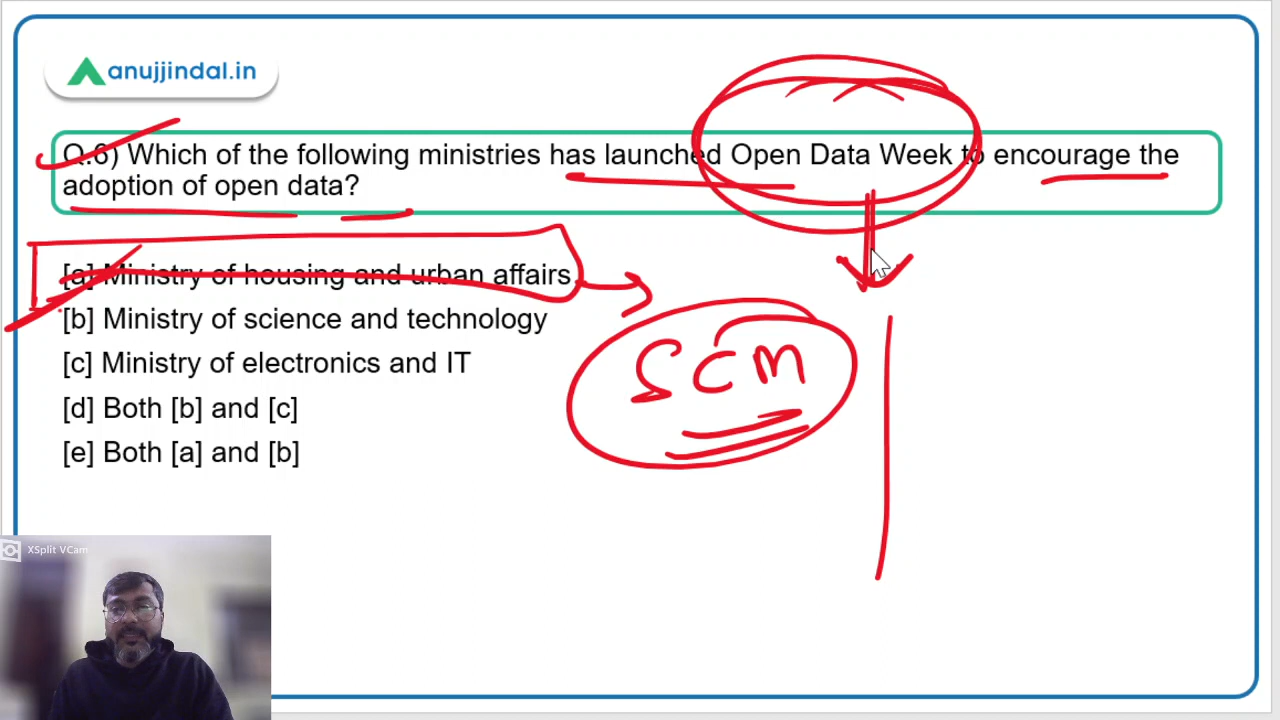 anujjindal.in
Q.6) Which of the following ministries has launched Open Data Week to encourage the
adoption of open data?
[a] Ministry of housing and urban affairs
[b] Ministry of science and technology
[c] Ministry of electronics and IT
SCM
[d] Both [b] and [c]
[e] Both [a] and [b]
XSplit VCam